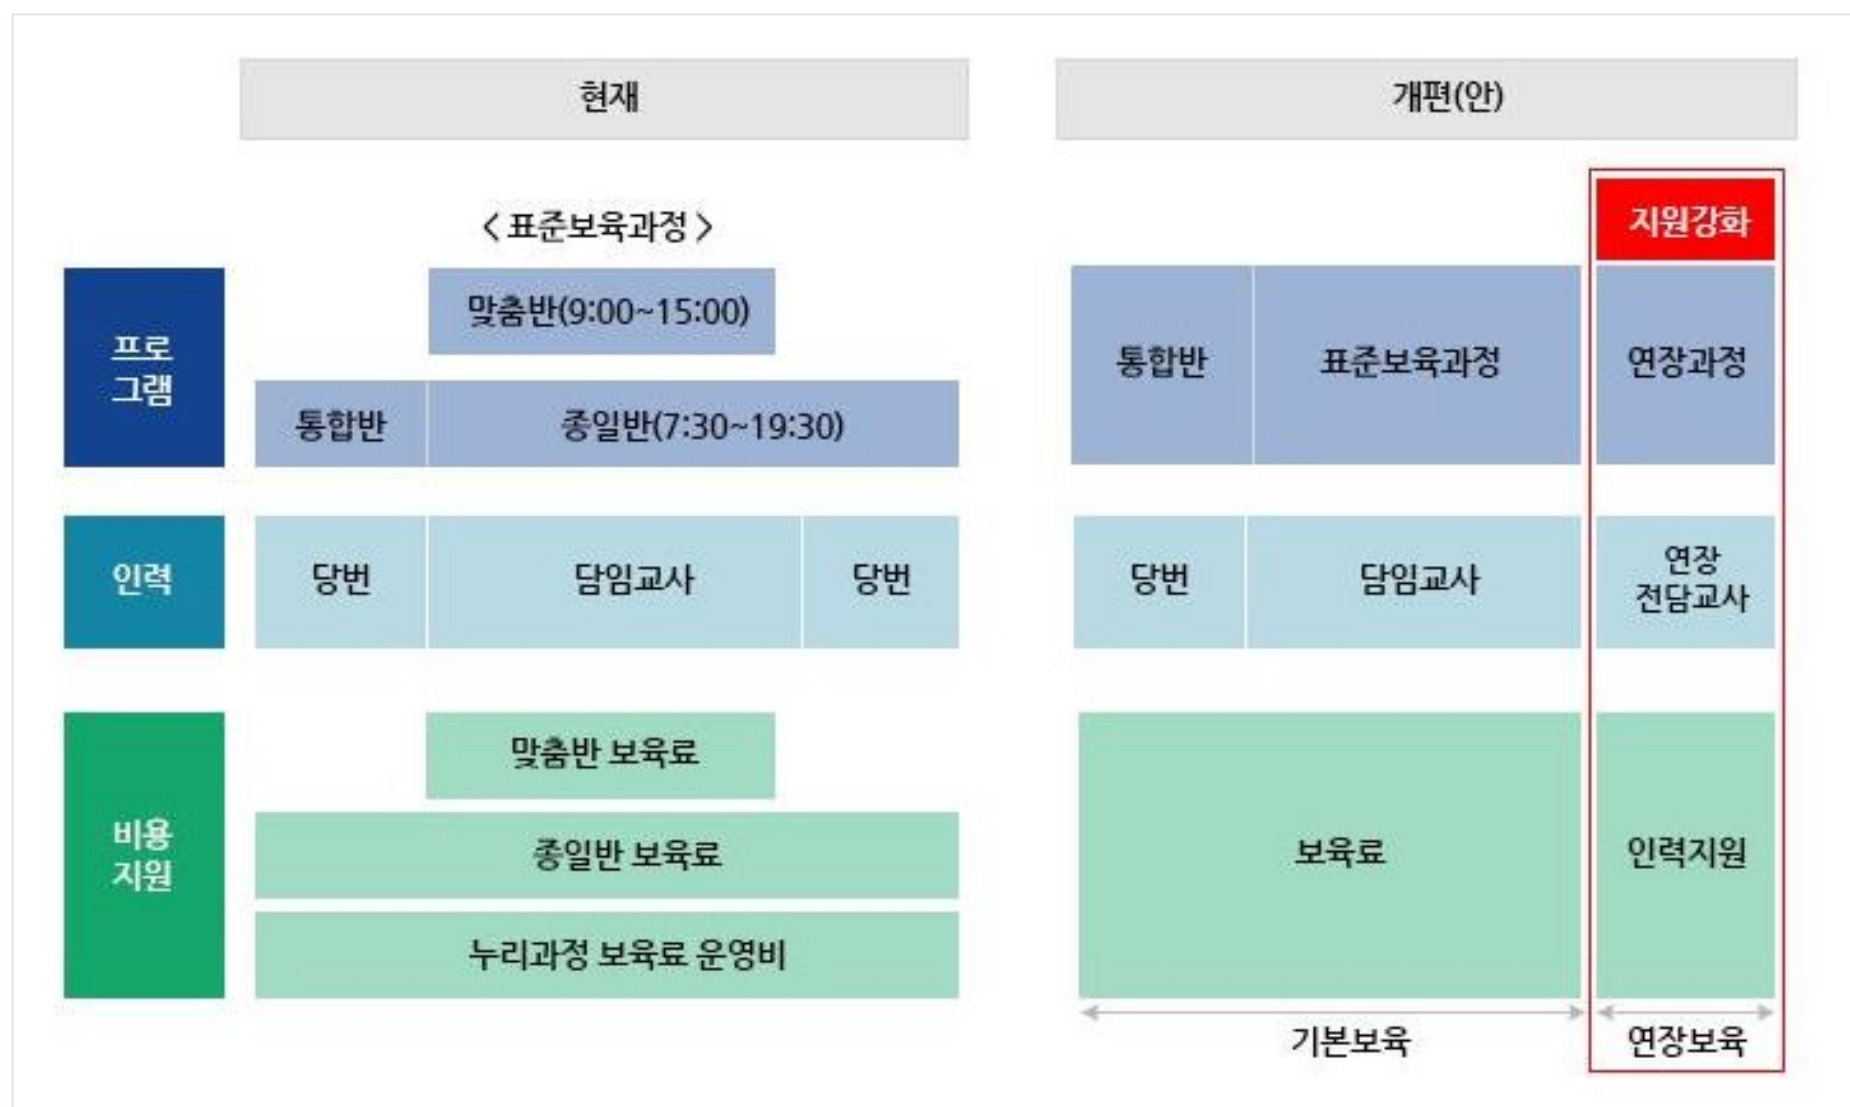 현재
개편(안)
< 표준보육과정 >
지원강화
프로
그램
맞춤반(9:00~15:00)
통합반
종일반(7:30~19:30)
통합반
표준보육과정
연장과정
인력
당번
담임교사
당번
당번
담임교사
연장
전담교사
비용
지원
맞춤반 보육료
종일반 보육료
누리과정 보육료 운영비
보육료
인력지원
기본보육
연장보육